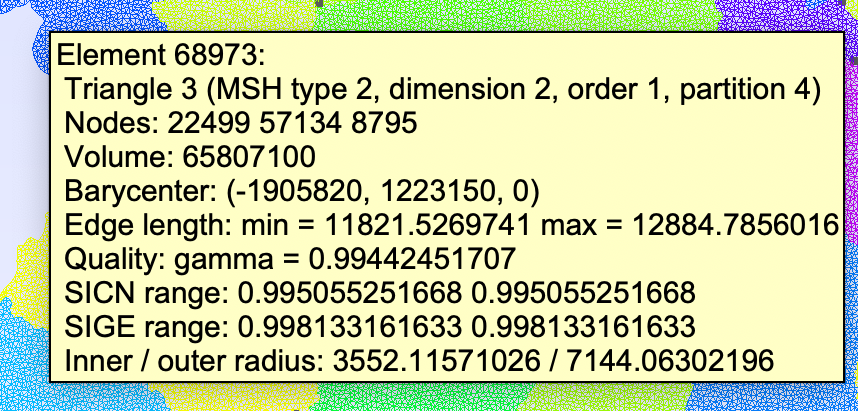 Element 68973:
Triangle 3 (MSH type 2, dimension 2, order 1, partition 4)
Nodes: 22499 57134 8795
Volume: 65807100
Barycenter: (-1905820, 1223150, 0)
Edge length: min = 11821.5269741 max = 12884.7856016
Quality: gamma = 0.99442451707
SICN range: 0.995055251668 0.995055251668
SIGE range: 0.998133161633 0.998133161633
Inner / outer radius: 3552.11571026 / 7144.06302196